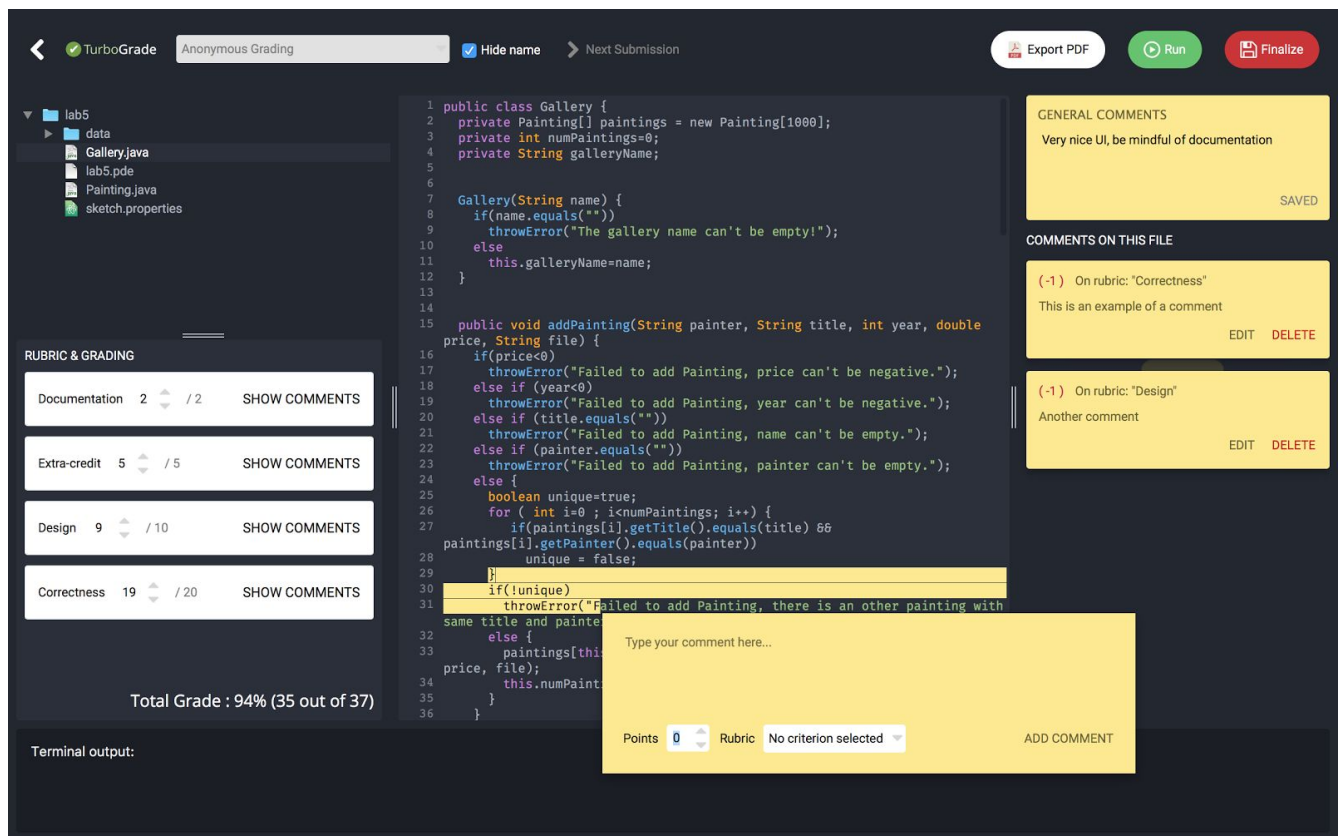 TurboGrade
Anonymous Grading
Hide name
Next Submission
Export PDF
Run
Finalize
lab5
data
Gallery.java
lab5.pde
Painting.java
sketch.properties
RUBRIC & GRADING
Documentation 2 / 2 SHOW COMMENTS
Extra-credit 5 / 5 SHOW COMMENTS
Design 9 / 10 SHOW COMMENTS
Correctness 19 / 20 SHOW COMMENTS
Total Grade : 94% (35 out of 37)
1 public class Gallery {
2 private Painting[] paintings = new Painting[1000];
3 private int numPaintings=0;
4 private String galleryName;
5
6
7 Gallery(String name) {
8 if(name.equals(""))
9 throwError("The gallery name can't be empty!");
10 else
11 this.galleryName=name;
12 }
13
14
15 public void addPainting(String painter, String title, int year, double
price, String file) {
16 if(price<0)
17 throwError("Failed to add Painting, price can't be negative.");
18 else if (year<0)
19 throwError("Failed to add Painting, year can't be negative.");
20 else if (title.equals(""))
21 throwError("Failed to add Painting, name can't be empty.");
22 else if (painter.equals(""))
23 throwError("Failed to add Painting, painter can't be empty.");
24 else {
25 boolean unique=true;
26 for ( int i=0 ; i<numPaintings; i++) {
27 if(paintings[i].getTitle().equals(title) &&
paintings[i].getPainter().equals(painter))
28 unique = false;
29 }
30 if(!unique)
31 throwError("Failed to add Painting, there is an other painting with
same title and painte
32 else {
33 paintings[thi
price, file);
34 this.numPaint
35 }
36 }
GENERAL COMMENTS
Very nice UI, be mindful of documentation
SAVED
COMMENTS ON THIS FILE
(-1) On rubric: "Correctness"
This is an example of a comment
EDIT DELETE
(-1) On rubric: "Design"
Another comment
EDIT DELETE
Type your comment here...
Points 0 Rubric No criterion selected ADD COMMENT
Terminal output: